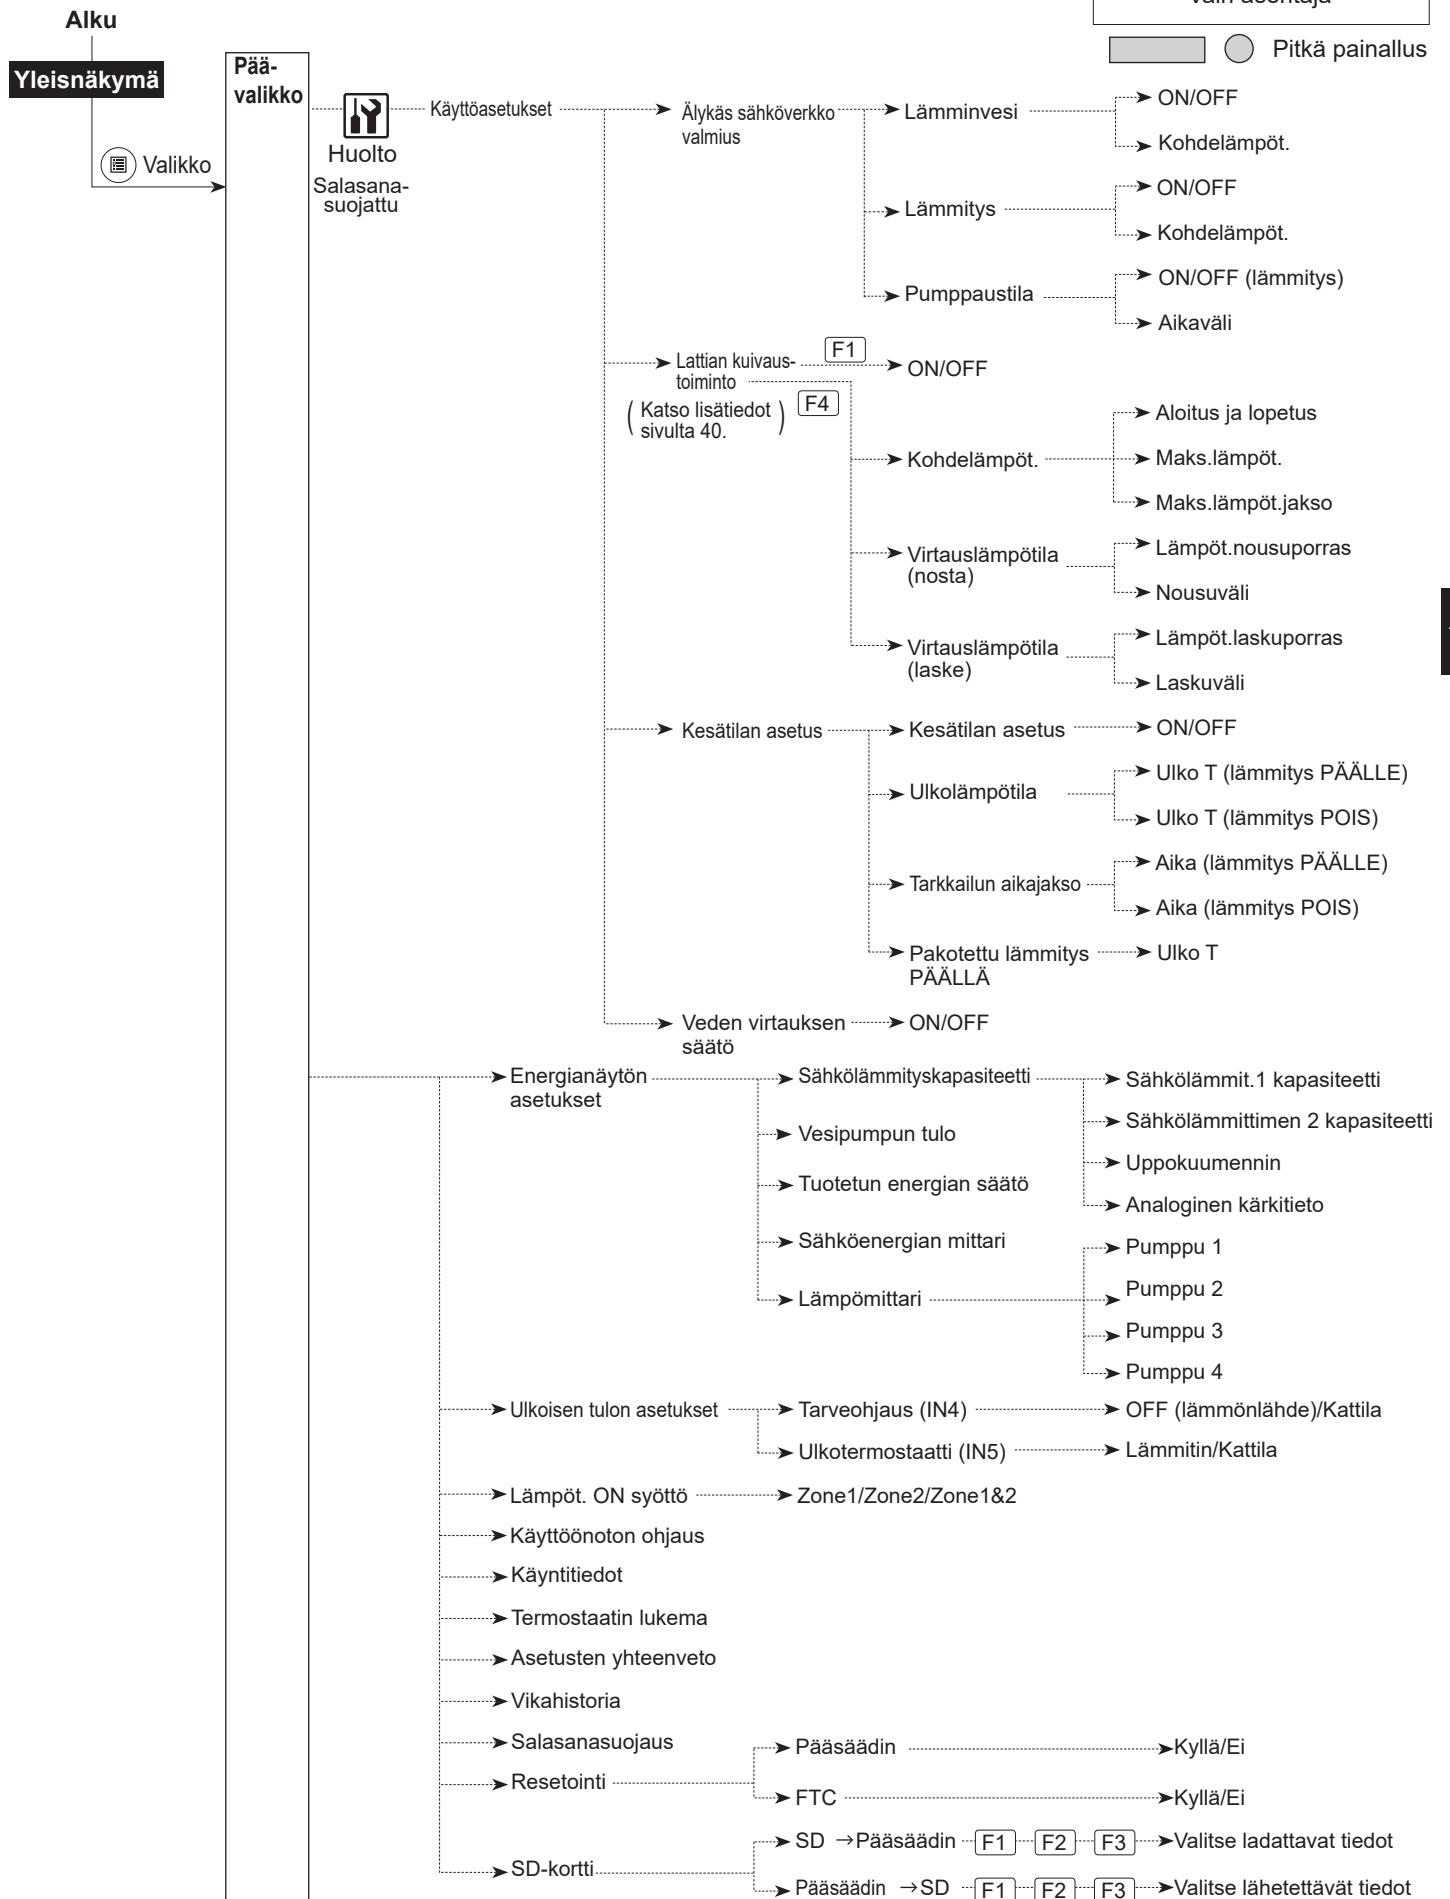 vain asentaja
Alku
Pitkä painallus
Yleisnäkymä
Pää-
valikko
Valikko
Huolto
Salasana-
suojattu
Käyttöasetukset
Älykäs sähköverkko
valmius
Lämminvesi
ON/OFF
Kohdelämpöt.
Lämmitys
ON/OFF
Kohdelämpöt.
Pumppaustila
ON/OFF (lämmitys)
Aikaväli
Lattian kuivaus-
toiminto
(Katso lisätiedot
sivulta 40.)
F1
ON/OFF
F4
Kohdelämpöt.
Aloitus ja lopetus
Maks.lämpöt.
Maks.lämpöt.jakso
Virtauslämpötila
(nosta)
Lämpöt.nousuporras
Nousuväli
Virtauslämpötila
(laske)
Lämpöt.laskuporras
Laskuväli
Kesätilan asetus
Kesätilan asetus
ON/OFF
Ulkolämpötila
Ulko T (lämmitys PÄÄLLE)
Ulko T (lämmitys POIS)
Tarkkailun aikajakso
Aika (lämmitys PÄÄLLE)
Aika (lämmitys POIS)
Pakotettu lämmitys
PÄÄLLÄ
Ulko T
Veden virtauksen
säätö
ON/OFF
Energianäytön
asetukset
Sähkölämmityskapasiteetti
Sähkölämmit.1 kapasiteetti
Sähkölämmittimen 2 kapasiteetti
Uppokuumennin
Analoginen kärkitieto
Vesipumpun tulo
Tuotetun energian säätö
Sähköenergian mittari
Lämpömittari
Pumppu 1
Pumppu 2
Pumppu 3
Pumppu 4
Ulkoisen tulon asetukset
Tarveohjaus (IN4)
OFF (lämmönlähde)/Kattila
Ulkotermostaatti (IN5)
Lämmitin/Kattila
Lämpöt. ON syöttö
Zone1/Zone2/Zone1&2
Käyttöönoton ohjaus
Käyntitiedot
Termostaatin lukema
Asetusten yhteenveto
Vikahistoria
Salasanasuojaus
Resetointi
Pääsäädin
Kyllä/Ei
FTC
Kyllä/Ei
SD-kortti
SD →Pääsäädin F1 F2 F3 Valitse ladattavat tiedot
Pääsäädin →SD F1 F2 F3 Valitse lähetettävät tiedot